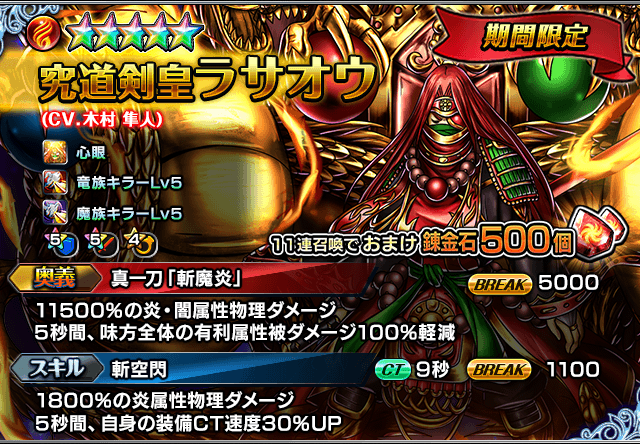 期間限定
究道剣皇ラサオウ
(CV.木村 隼人)
心眼
竜族キラーLv5
魔族キラーLv5
5 5 4
11連召喚でおまけ 錬金石500個
奥義 真一刀「斬魔炎」 BREAK 5000
11500%の炎・闇属性物理ダメージ
5秒間、味方全体の有利属性被ダメージ100%軽減
スキル 斬空閃 CT 9秒 BREAK 1100
1800%の炎属性物理ダメージ
5秒間、自身の装備CT速度30%UP